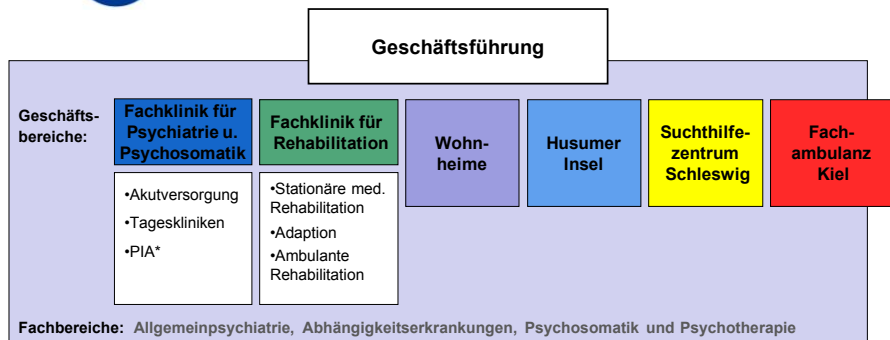 Geschäftsführung
Geschäfts-
bereiche:
Fachklinik für
Psychiatrie u.
Psychosomatik
Fachklinik für
Rehabilitation
Wohn-
heime
Husumer
Insel
Suchthilfe-
zentrum
Schleswig
Fach-
ambulanz
Kiel
•Akutversorgung
•Tageskliniken
•PIA*
•Stationäre med.
Rehabilitation
•Adaption
•Ambulante
Rehabilitation
Fachbereiche: Allgemeinpsychiatrie, Abhängigkeitserkrankungen, Psychosomatik und Psychotherapie